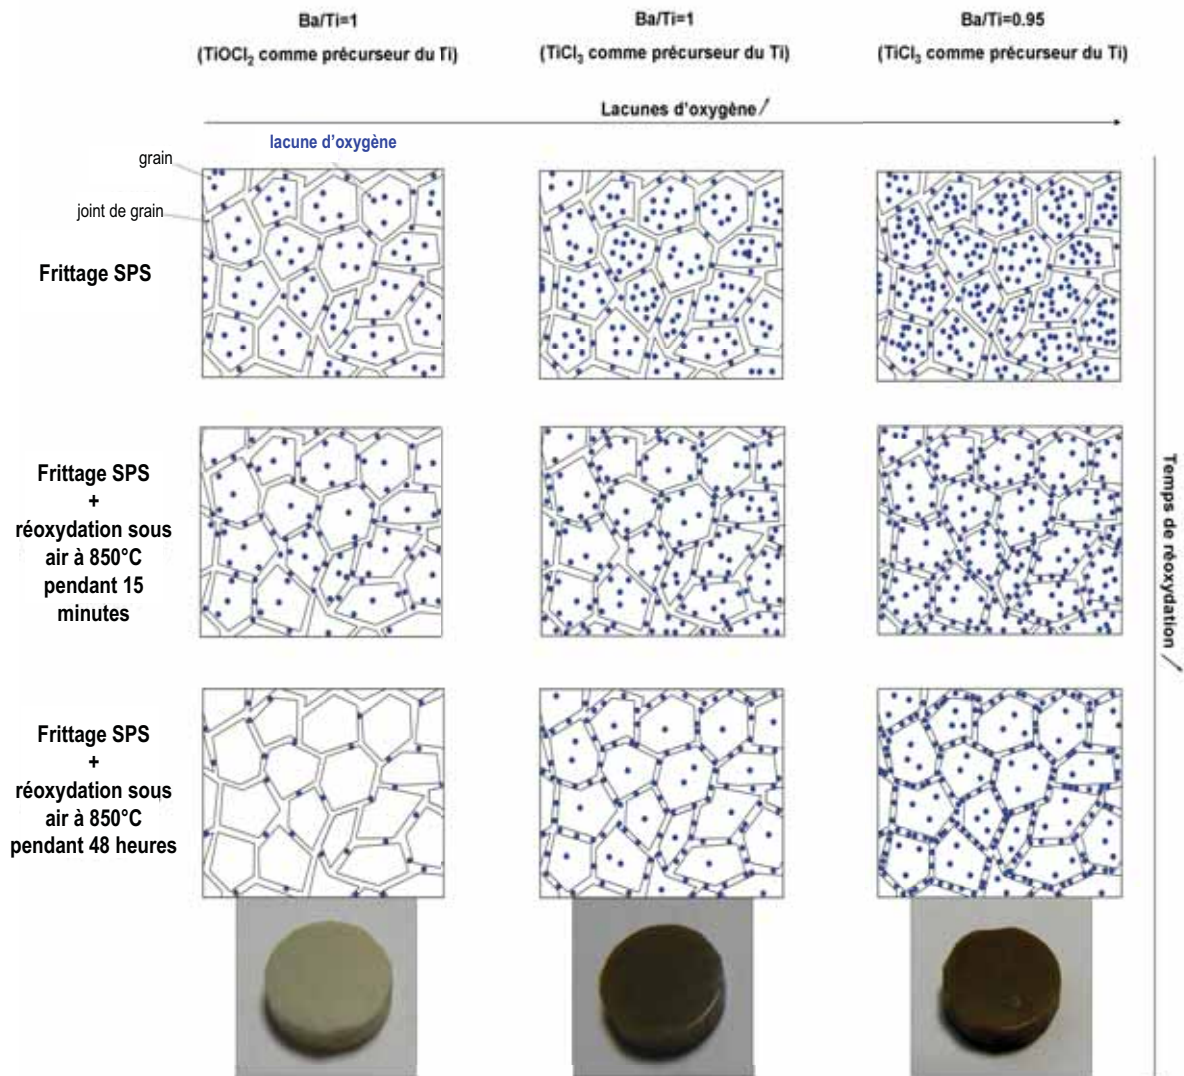 Ba/Ti=1
(TiOCl₂ comme précurseur du Ti)
Ba/Ti=1
(TiCl₃ comme précurseur du Ti)
Ba/Ti=0.95
(TiCl₃ comme précurseur du Ti)
Lacunes d'oxygène ↗
lacune d'oxygène
grain
joint de grain
Frittage SPS
Frittage SPS
+
réoxydation sous
air à 850°C
pendant 15
minutes
Frittage SPS
+
réoxydation sous
air à 850°C
pendant 48 heures
Temps de réoxydation ↗